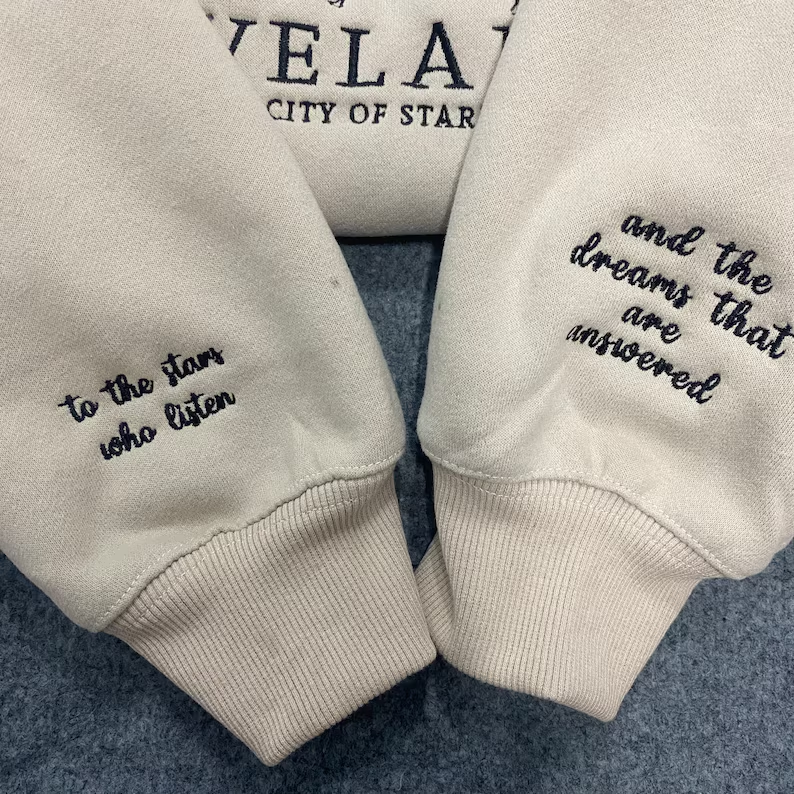 VELA
CITY OF STAR
to the stars
who listen
and the
dreams that
are
answered